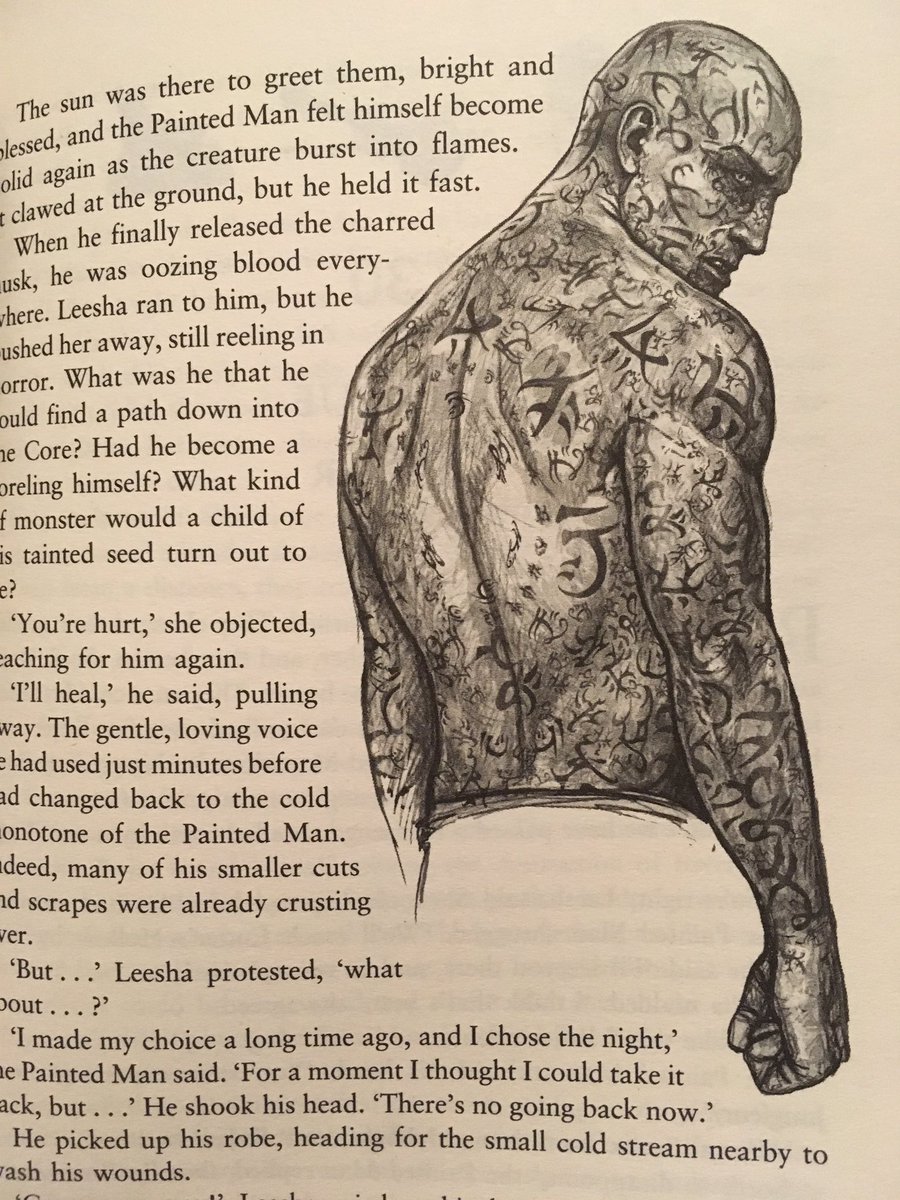 The sun was there to greet them, bright and
blessed, and the Painted Man felt himself become
olid again as the creature burst into flames.
t clawed at the ground, but he held it fast.
When he finally released the charred
usk, he was oozing blood every-
where. Leesha ran to him, but he
ushed her away, still reeling in
orror. What was he that he
ould find a path down into
he Core? Had he become a
oreling himself? What kind
f monster would a child of
is tainted seed turn out to
e?
'You're hurt,' she objected,
eaching for him again.
'I'll heal,' he said, pulling
way. The gentle, loving voice
e had used just minutes before
ad changed back to the cold
onotone of the Painted Man.
ndeed, many of his smaller cuts
nd scrapes were already crusting
ver.
'But . . .' Leesha protested, 'what
bout . . . ?'
'I made my choice a long time ago, and I chose the night,'
he Painted Man said. 'For a moment I thought I could take it
ack, but . . .' He shook his head. 'There's no going back now.'
He picked up his robe, heading for the small cold stream nearby to
wash his wounds.
Leesha